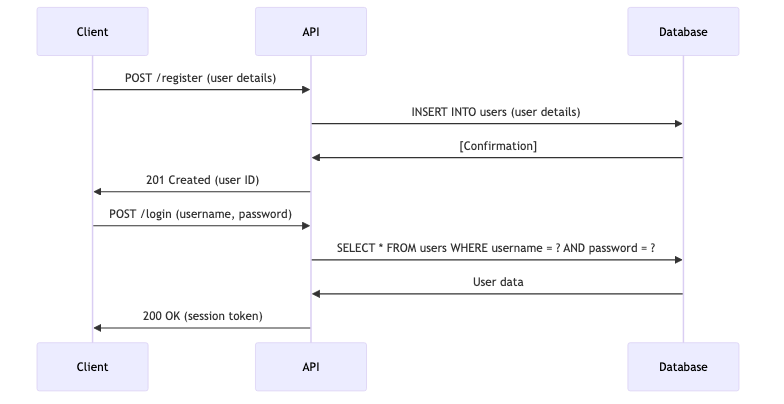 Client
API
Database
POST /register (user details)
INSERT INTO users (user details)
[Confirmation]
201 Created (user ID)
POST /login (username, password)
SELECT * FROM users WHERE username = ? AND password = ?
User data
200 OK (session token)
Client
API
Database